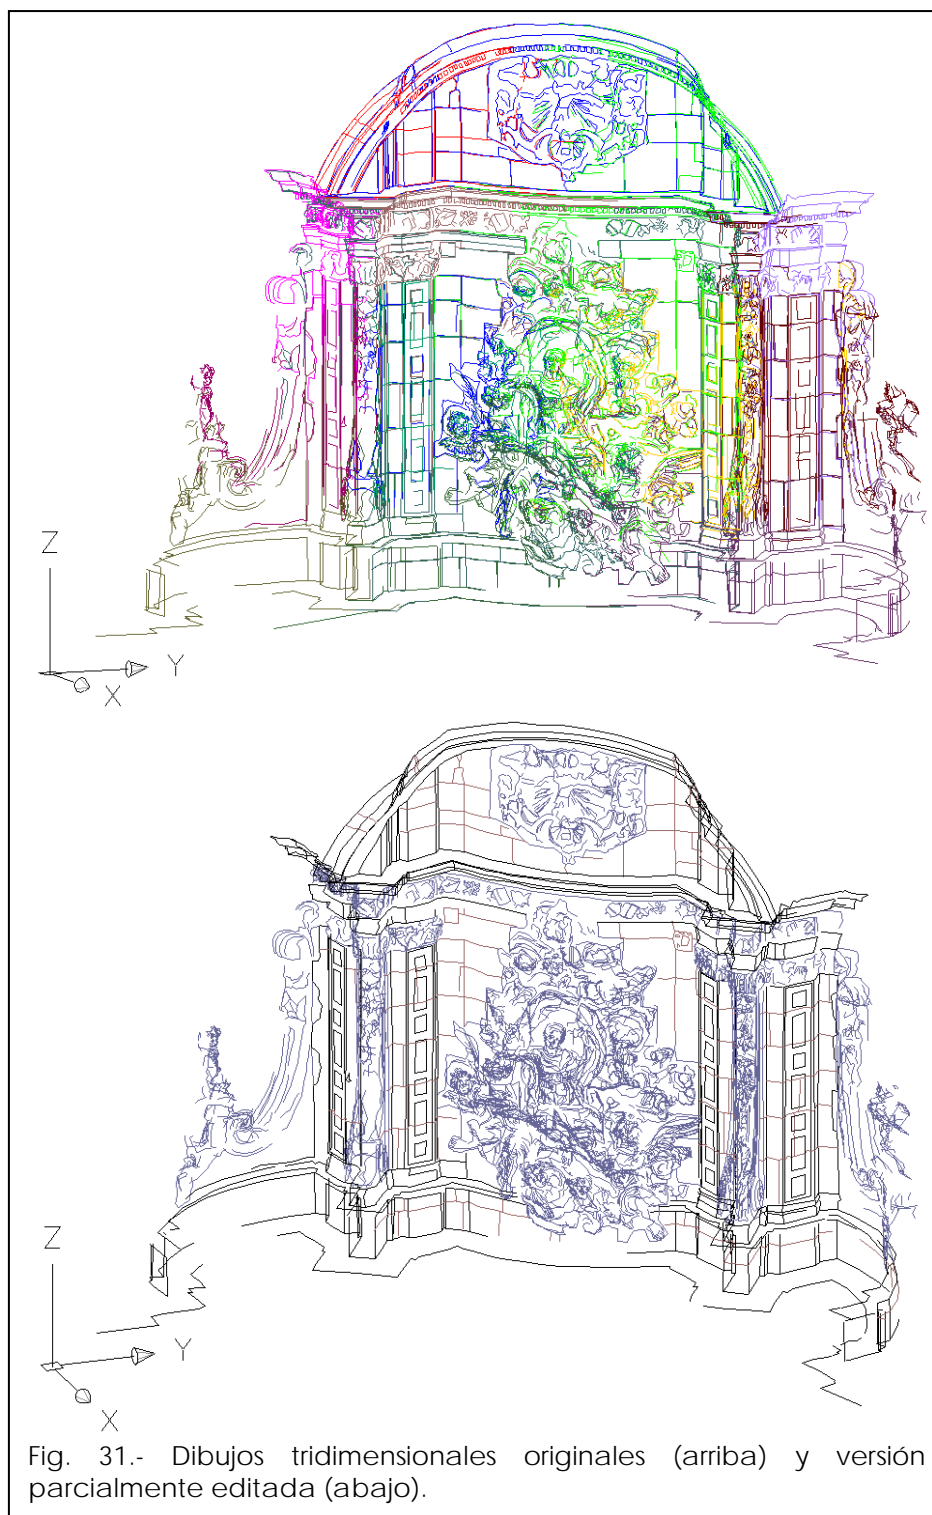 Z
Y
X
Z
Y
X
Fig. 31.- Dibujos tridimensionales originales (arriba) y versión
parcialmente editada (abajo).